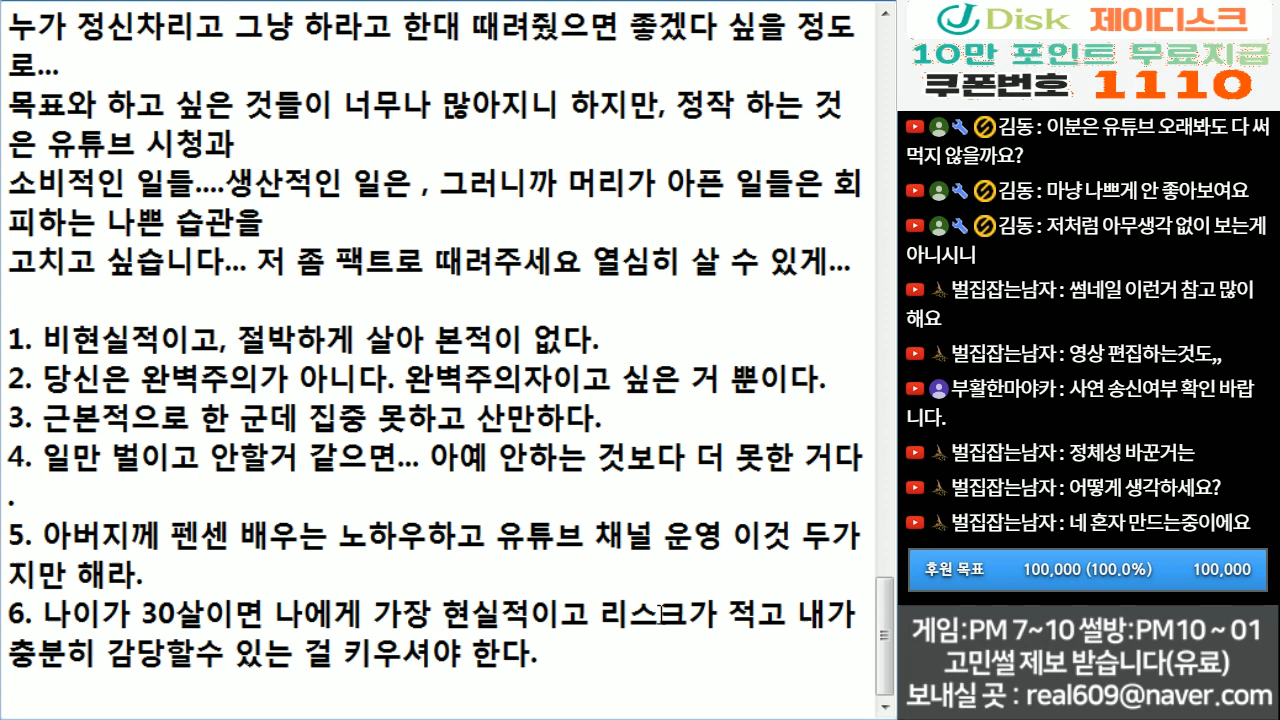 누가 정신차리고 그냥 하라고 한대 때려줬으면 좋겠다 싶을 정도
로...
목표와 하고 싶은 것들이 너무나 많아지니 하지만, 정작 하는 것
은 유튜브 시청과
소비적인 일들....생산적인 일은 , 그러니까 머리가 아픈 일들은 회
피하는 나쁜 습관을
고치고 싶습니다... 저 좀 팩트로 때려주세요 열심히 살 수 있게...
1. 비현실적이고, 절박하게 살아 본적이 없다.
2. 당신은 완벽주의가 아니다. 완벽주의자이고 싶은 거 뿐이다.
3. 근본적으로 한 군데 집중 못하고 산만하다.
4. 일만 벌이고 안할거 같으면... 아예 안하는 것보다 더 못한 거다
.
5. 아버지께 펜센 배우는 노하우하고 유튜브 채널 운영 이것 두가
지만 해라.
6. 나이가 30살이면 나에게 가장 현실적이고 리스크가 적고 내가
충분히 감당할수 있는 걸 키우셔야 한다.
J Disk 제이디스크
10만 포인트 무료지급
쿠폰번호 1110
김동 : 이분은 유튜브 오래봐도 다 써
먹지 않을까요?
김동 : 마냥 나쁘게 안 좋아보여요
김동 : 저처럼 아무생각 없이 보는게
아니시니
벌집잡는남자 : 썸네일 이런거 참고 많이
해요
벌집잡는남자 : 영상 편집하는것도,,
부활한마야카 : 사연 송신여부 확인 바랍
니다.
벌집잡는남자 : 정체성 바꾼거는
벌집잡는남자 : 어떻게 생각하세요?
벌집잡는남자 : 네 혼자 만드는중이에요
후원 목표 100,000 (100.0%) 100,000
게임:PM 7~10 썰방:PM10 ~ 01
고민썰 제보 받습니다(유료)
보내실 곳 : real609@naver.com